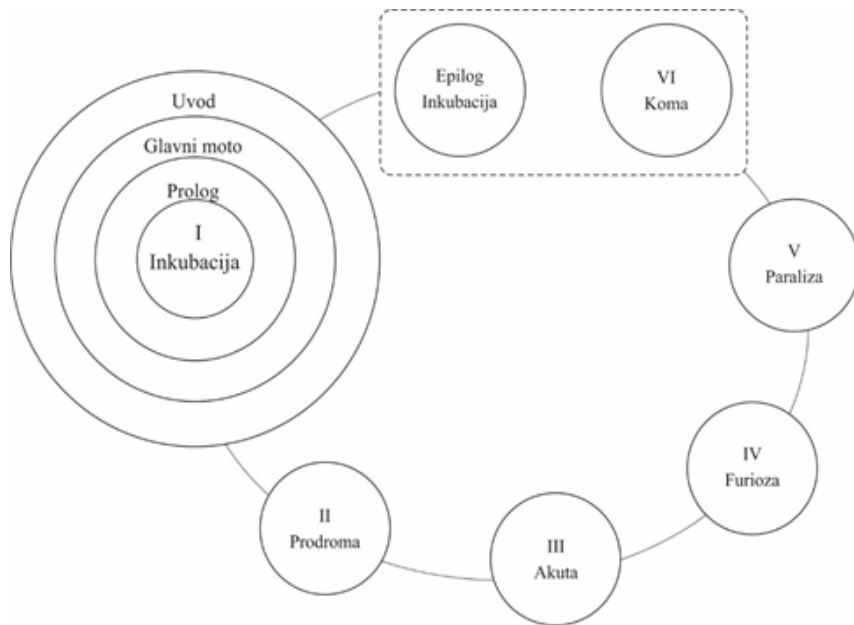 Uvod
Glavni moto
Prolog
I
Inkubacija
II
Prodroma
III
Akuta
IV
Furioza
V
Paraliza
VI
Koma
Epilog
Inkubacija